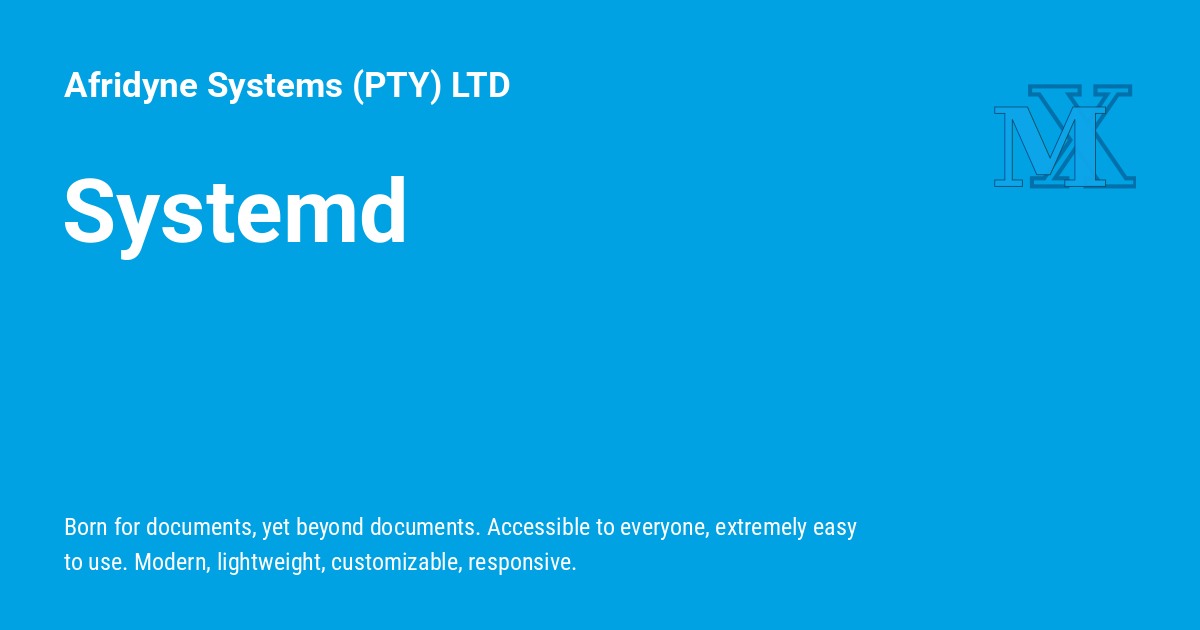 Afridyne Systems (PTY) LTD
MX
Systemd
Born for documents, yet beyond documents. Accessible to everyone, extremely easy
to use. Modern, lightweight, customizable, responsive.